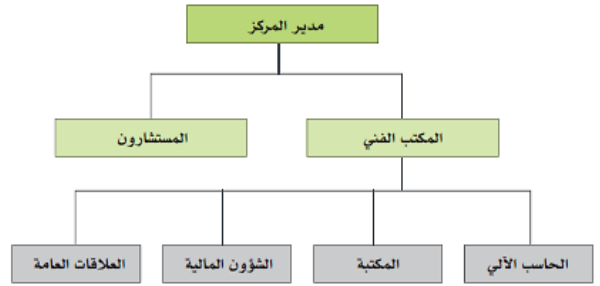 مدير المركز
المكتب الفني
المستشارون
الحاسب الآلي
المكتبة
الشؤون المالية
العلاقات العامة